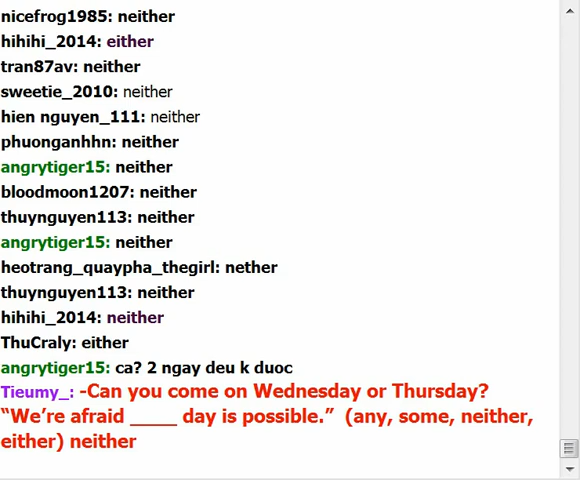 nicefrog1985: neither
hihihi_2014: either
tran87av: neither
sweetie_2010: neither
hien nguyen_111: neither
phuonganhhn: neither
angrytiger15: neither
bloodmoon1207: neither
thuynguyen113: neither
angrytiger15: neither
heotrang_quaypha_thegirl: nether
thuynguyen113: neither
hihihi_2014: neither
ThuCraly: either
angrytiger15: ca? 2 ngay deu k duoc
Tieumy_: -Can you come on Wednesday or Thursday?
“We’re afraid ____ day is possible.” (any, some, neither,
either) neither